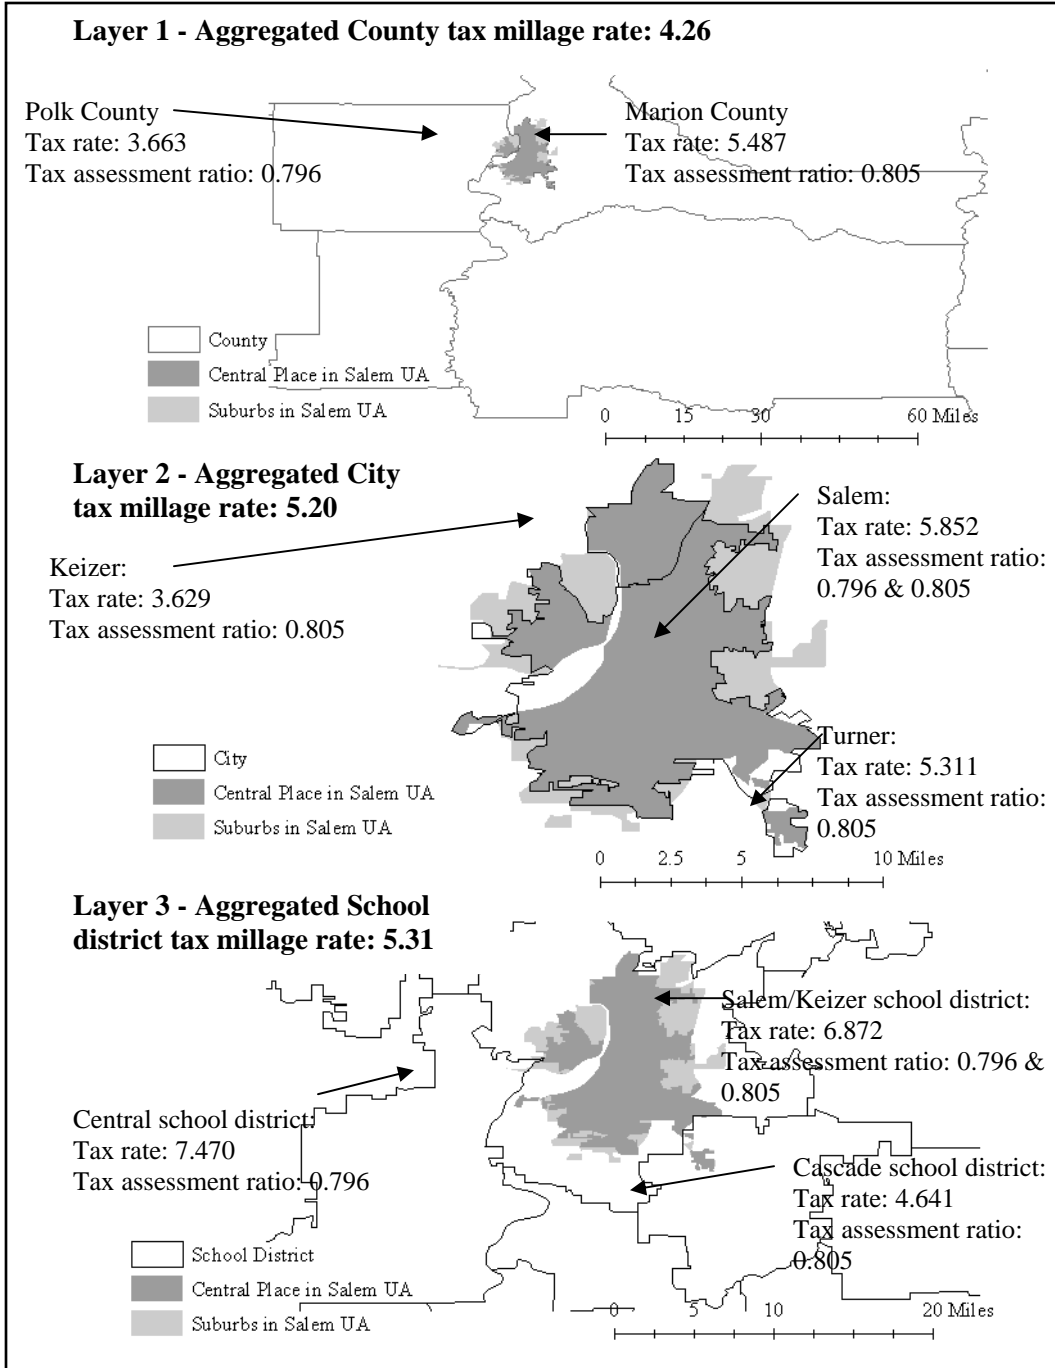 Layer 1 - Aggregated County tax millage rate: 4.26
Polk County
Tax rate: 3.663
Tax assessment ratio: 0.796
Marion County
Tax rate: 5.487
Tax assessment ratio: 0.805
County
Central Place in Salem UA
Suburbs in Salem UA
0 15 30 60 Miles
Layer 2 - Aggregated City
tax millage rate: 5.20
Keizer:
Tax rate: 3.629
Tax assessment ratio: 0.805
Salem:
Tax rate: 5.852
Tax assessment ratio:
0.796 & 0.805
Turner:
Tax rate: 5.311
Tax assessment ratio:
0.805
City
Central Place in Salem UA
Suburbs in Salem UA
0 2.5 5 10 Miles
Layer 3 - Aggregated School
district tax millage rate: 5.31
Salem/Keizer school district:
Tax rate: 6.872
Tax assessment ratio: 0.796 &
0.805
Central school district:
Tax rate: 7.470
Tax assessment ratio: 0.796
Cascade school district:
Tax rate: 4.641
Tax assessment ratio:
0.805
School District
Central Place in Salem UA
Suburbs in Salem UA
0 5 10 20 Miles